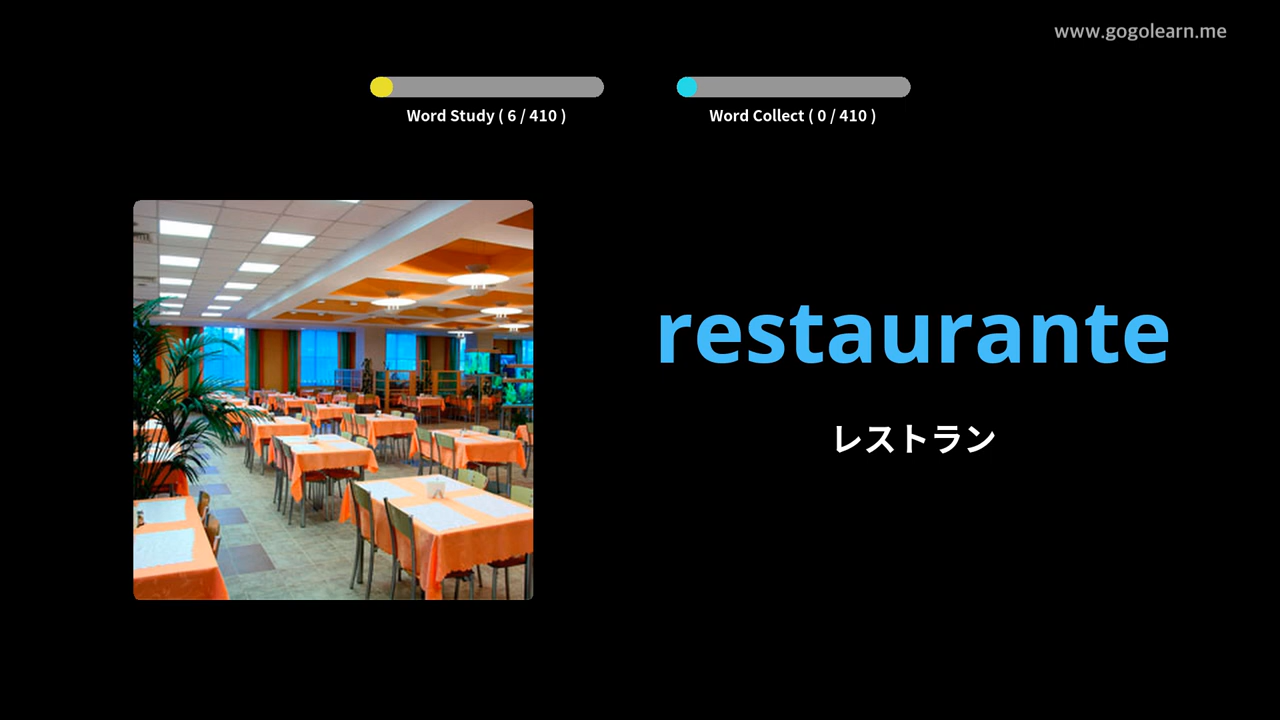 www.gogolearn.me
Word Study ( 6 / 410 )
Word Collect ( 0 / 410 )
restaurante
レストラン